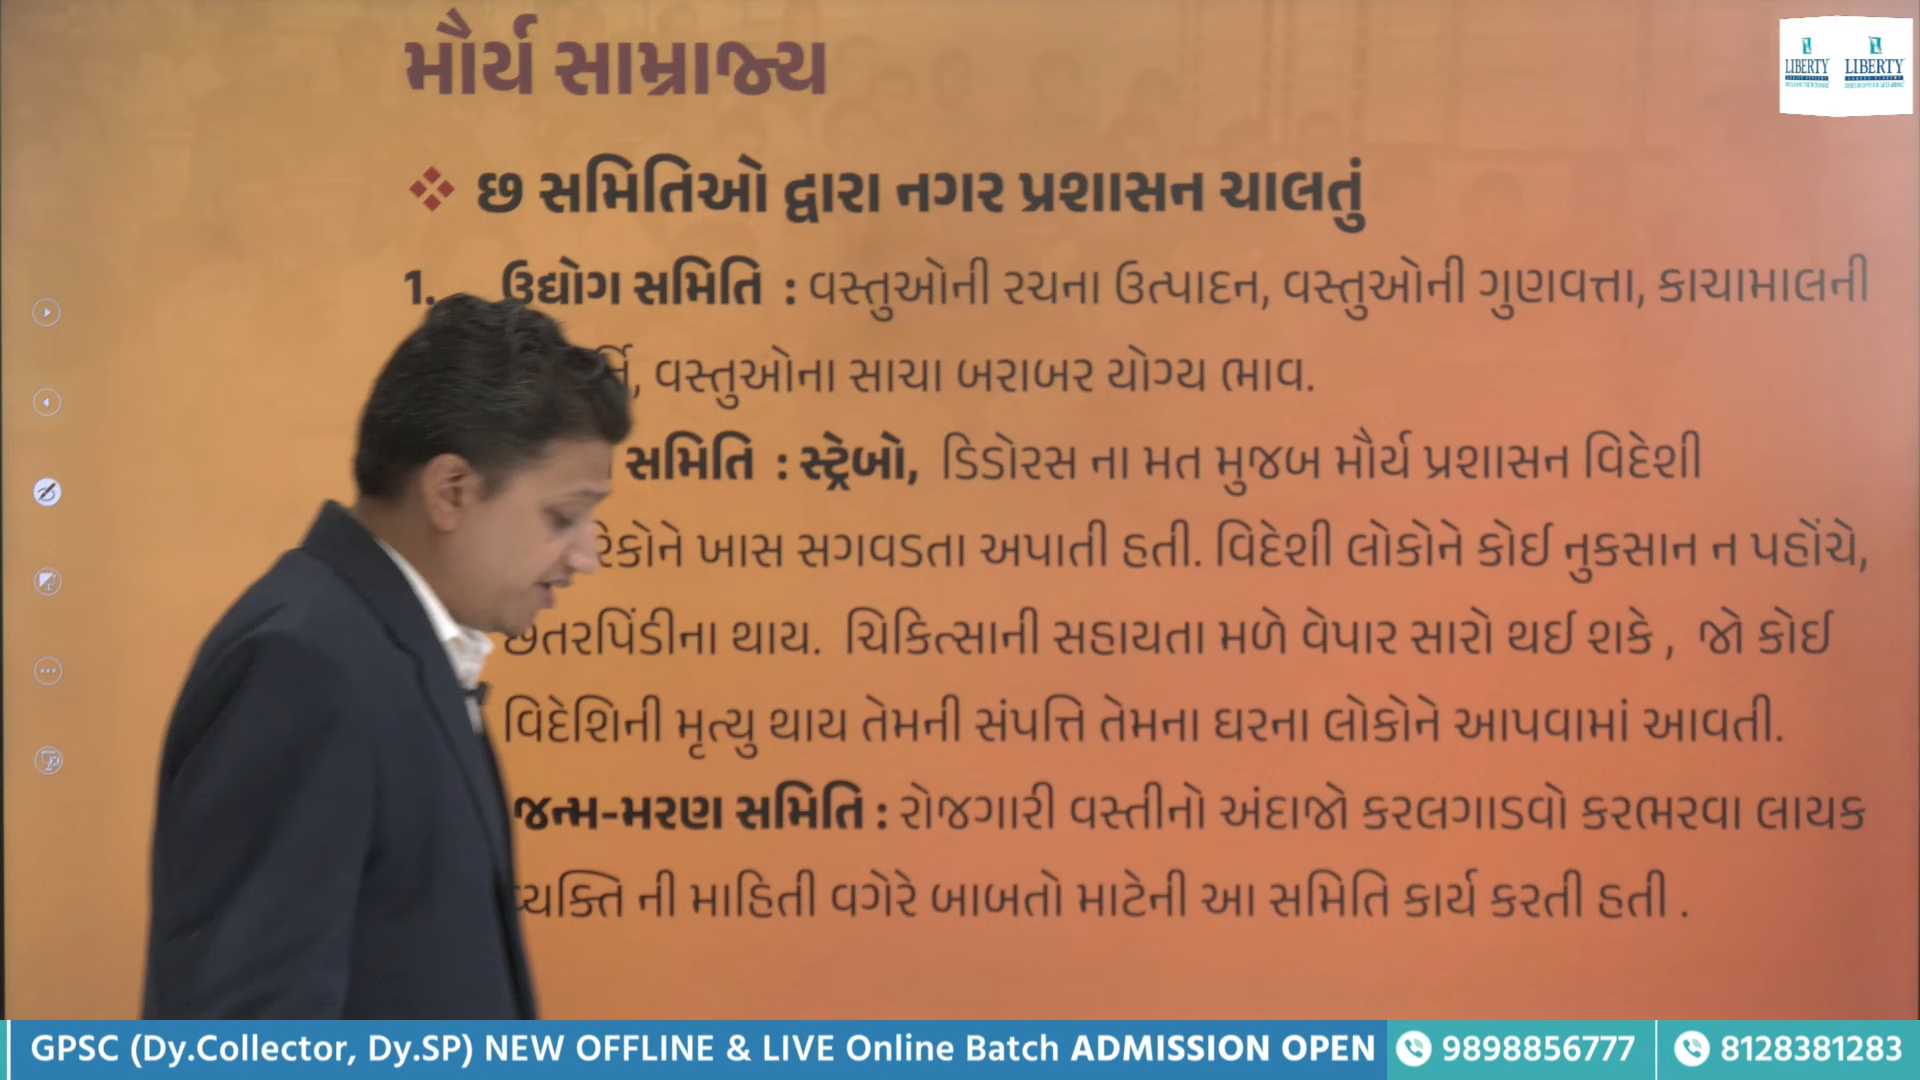 મૌર્ય સામ્રાજ્ય
LIBERTY LIBERTY
❖ છ સમિતિઓ દ્વારા નગર પ્રશાસન ચાલતું
1. ઉદ્યોગ સમિતિ : વસ્તુઓની રચના ઉત્પાદન, વસ્તુઓની ગુણવત્તા, કાચામાલની
વસ્તુઓના સાચા બરાબર યોગ્ય ભાવ.
સમિતિ : સ્ટ્રેબો, ડિડોરસ ના મત મુજબ મૌર્ય પ્રશાસન વિદેશી
ખાસ સગવડતા અપાતી હતી. વિદેશી લોકોને કોઈ નુકસાન ન પહોંચે,
છેતરપિંડીના થાય. ચિકિત્સાની સહાયતા મળે વેપાર સારો થઈ શકે , જો કોઈ
વિદેશિની મૃત્યુ થાય તેમની સંપત્તિ તેમના ઘરના લોકોને આપવામાં આવતી.
જન્મ-મરણ સમિતિ : રોજગારી વસ્તીનો અંદાજો કરલગાડવો કરભરવા લાયક
વ્યક્તિ ની માહિતી વગેરે બાબતો માટેની આ સમિતિ કાર્ય કરતી હતી .
GPSC (Dy.Collector, Dy.SP) NEW OFFLINE & LIVE Online Batch ADMISSION OPEN 9898856777 8128381283